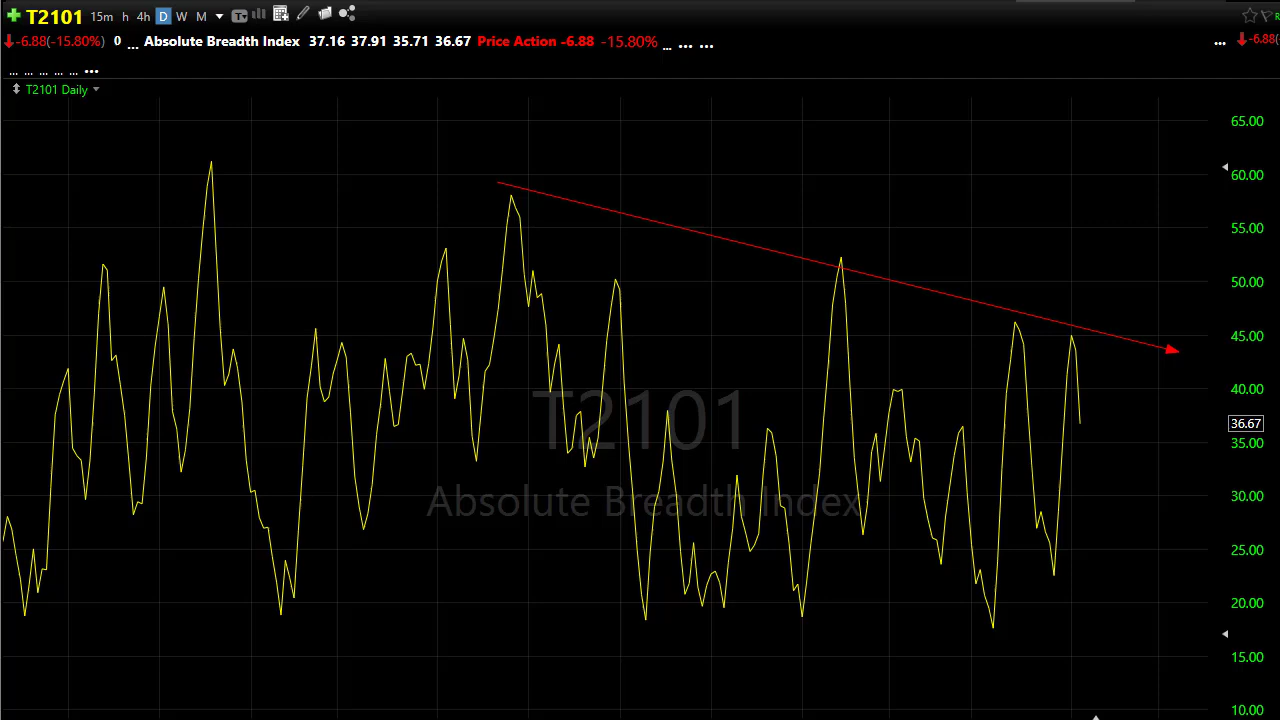 T2101 15m h 4h D W M T
-6.88(-15.80%) 0 ... Absolute Breadth Index 37.16 37.91 35.71 36.67 Price Action -6.88 -15.80% ... ... ... ... -6.88(
... ... ... ... ... ...
T2101 Daily
65.00
60.00
55.00
50.00
45.00
40.00
36.67
35.00
30.00
25.00
20.00
15.00
10.00
T2101
Absolute Breadth Index